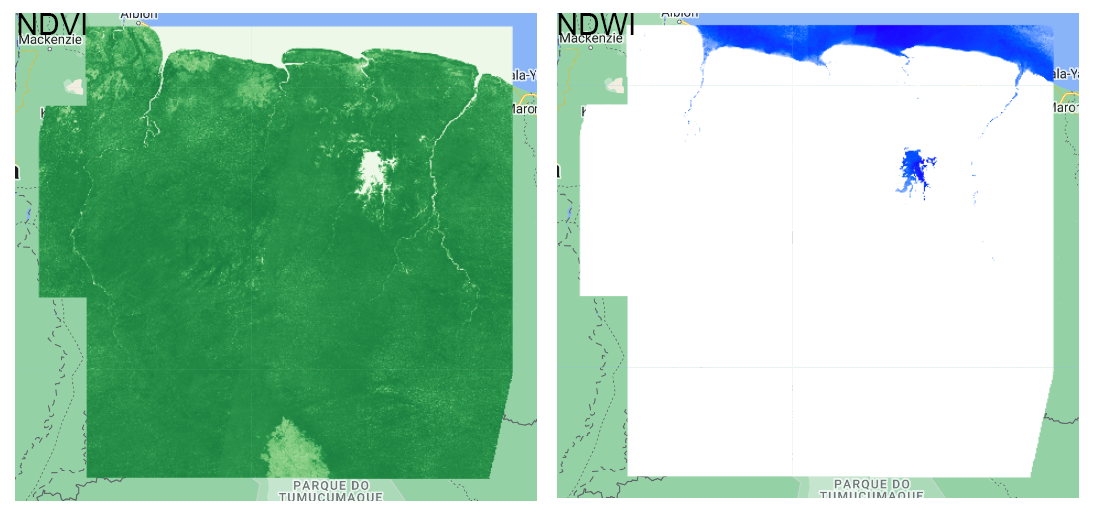 Albion
NDVI
Mackenzie
PARQUE DO
TUMUCUMAQUE
Albion
NDWI
Mackenzie
PARQUE DO
TUMUCUMAQUE